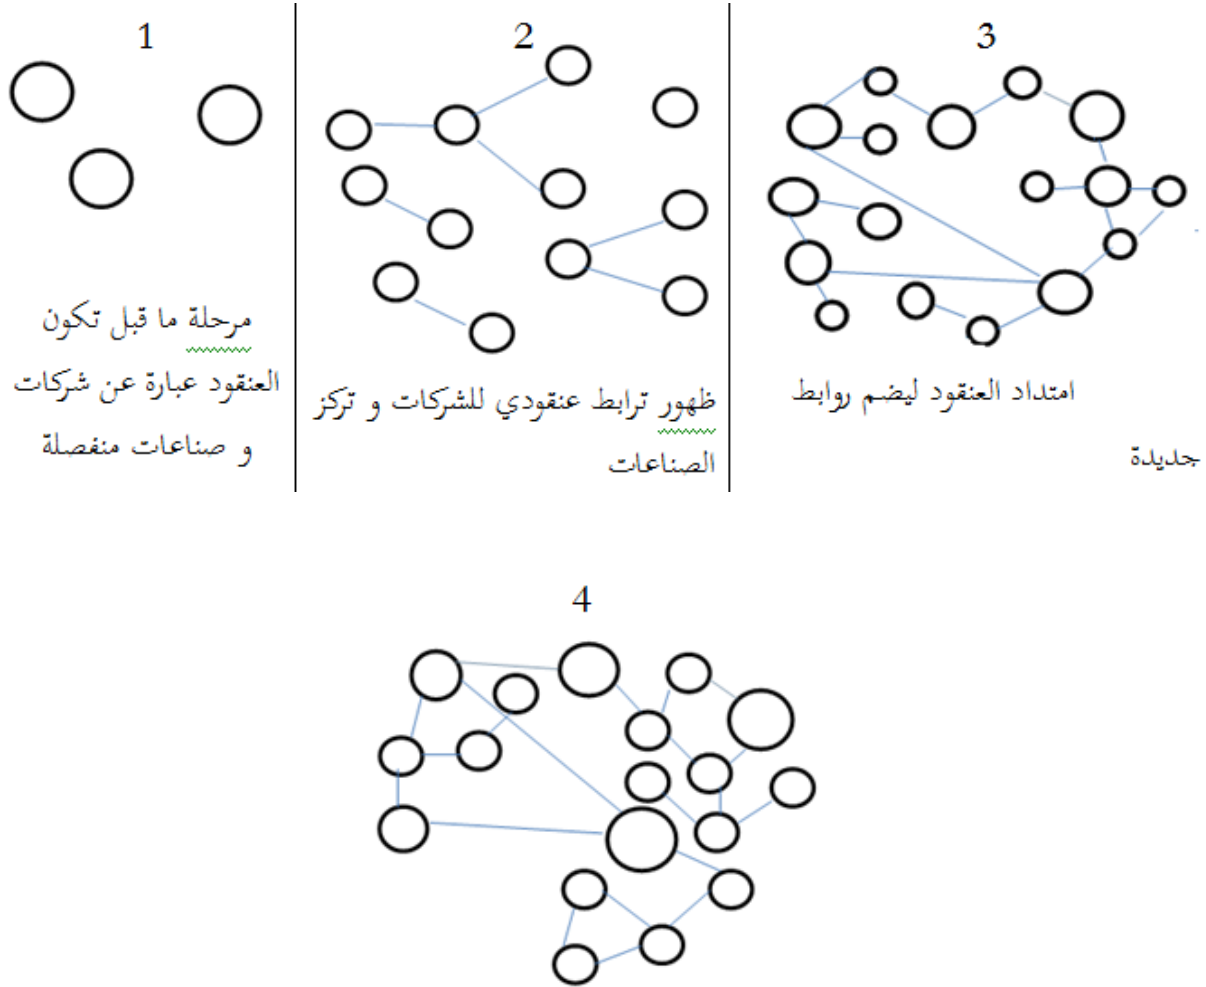 1
مرحلة ما قبل تكون
العنقود عبارة عن شركات
و صناعات منفصلة
2
ظهور ترابط عنقودي للشركات و تركز
الصناعات
3
امتداد العنقود ليضم روابط
جديدة
4